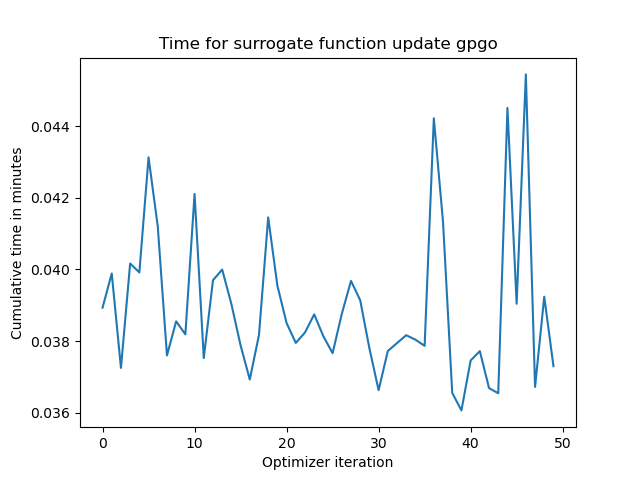 Time for surrogate function update gpgo
Cumulative time in minutes
0.044
0.042
0.040
0.038
0.036
0 10 20 30 40 50
Optimizer iteration